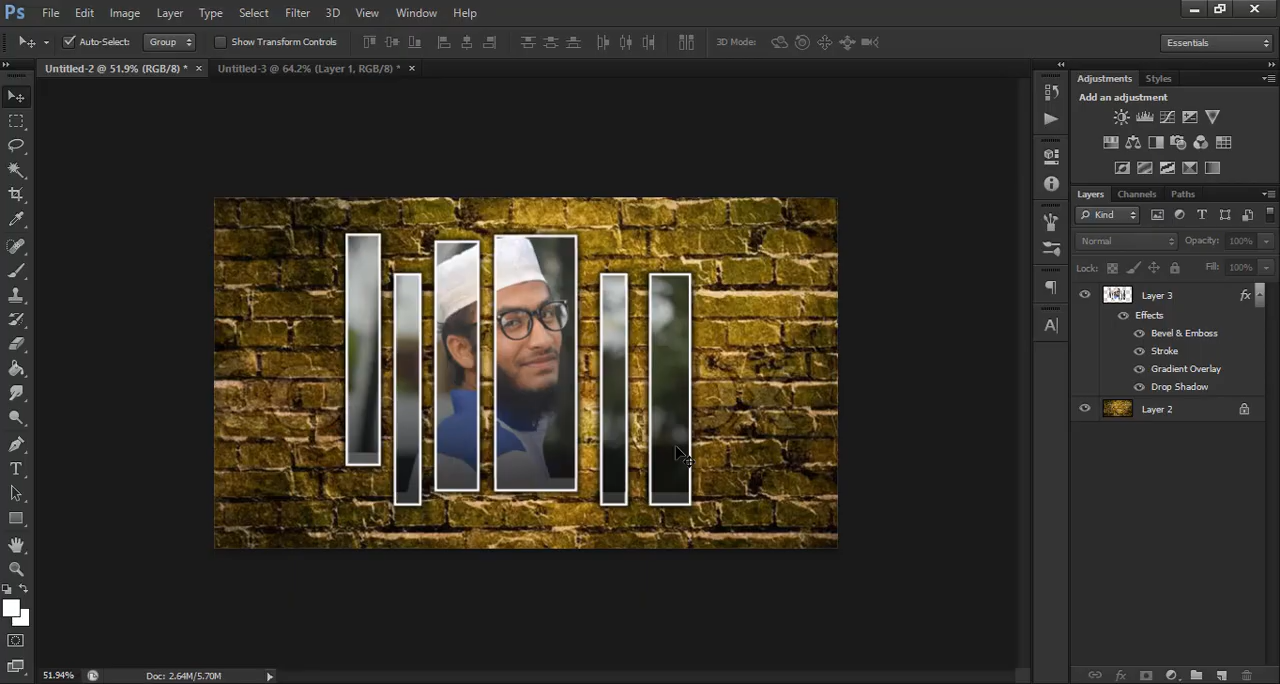 Ps File Edit Image Layer Type Select Filter 3D View Window Help
Auto-Select: Group Show Transform Controls 3D Mode: Essentials
Untitled-2 @ 51.9% (RGB/8) * × Untitled-3 @ 64.2% (Layer 1, RGB/8) * ×
Adjustments Styles
Add an adjustment
Layers Channels Paths
Kind T
Normal Opacity: 100%
Lock: Fill: 100%
Layer 3 fx
Effects
Bevel & Emboss
Stroke
Gradient Overlay
Drop Shadow
Layer 2
A
T
51.94% Doc: 2.64M/5.70M fx